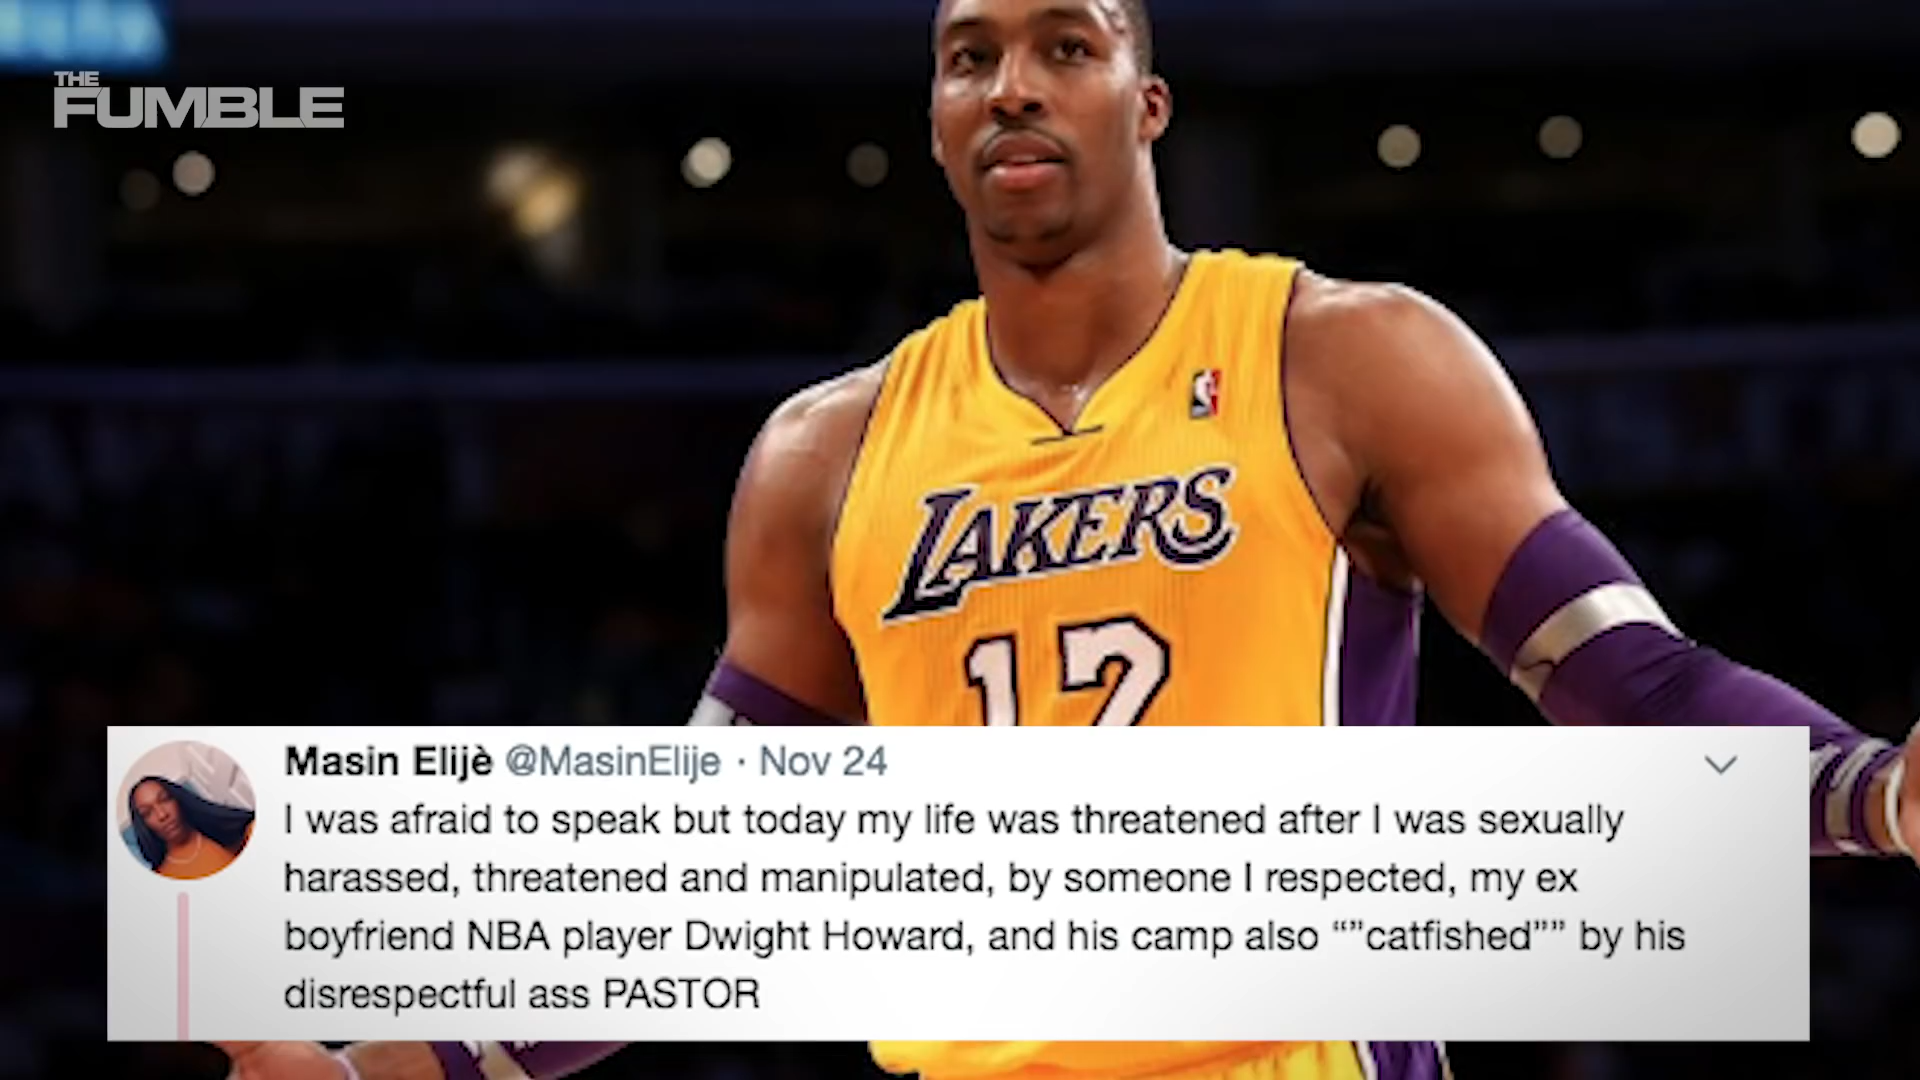 THE
FUMBLE
LAKERS
12
Masin Elijè @MasinElije · Nov 24
I was afraid to speak but today my life was threatened after I was sexually
harassed, threatened and manipulated, by someone I respected, my ex
boyfriend NBA player Dwight Howard, and his camp also “”catfished”” by his
disrespectful ass PASTOR